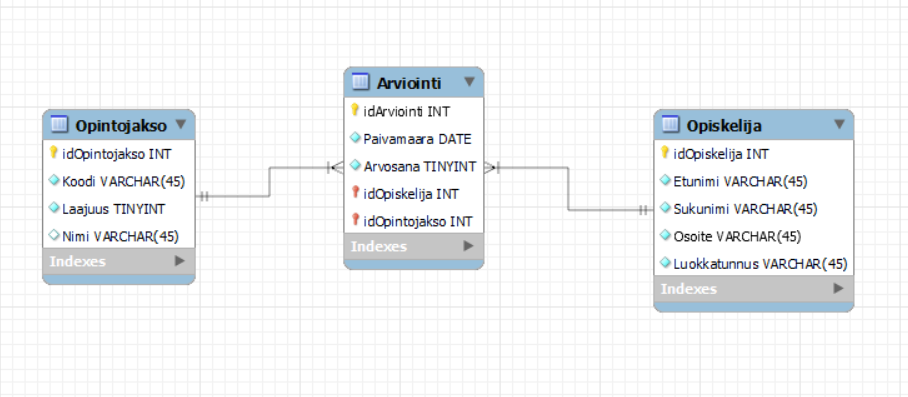 Opintojakso
idOpintojakso INT
Koodi VARCHAR(45)
Laajuus TINYINT
Nimi VARCHAR(45)
Indexes
Arviointi
idArviointi INT
Paivamaara DATE
Arvosana TINYINT
idOpiskelija INT
idOpintojakso INT
Indexes
Opiskelija
idOpiskelija INT
Etunimi VARCHAR(45)
Sukunimi VARCHAR(45)
Osoite VARCHAR(45)
Luokkatunnus VARCHAR(45)
Indexes